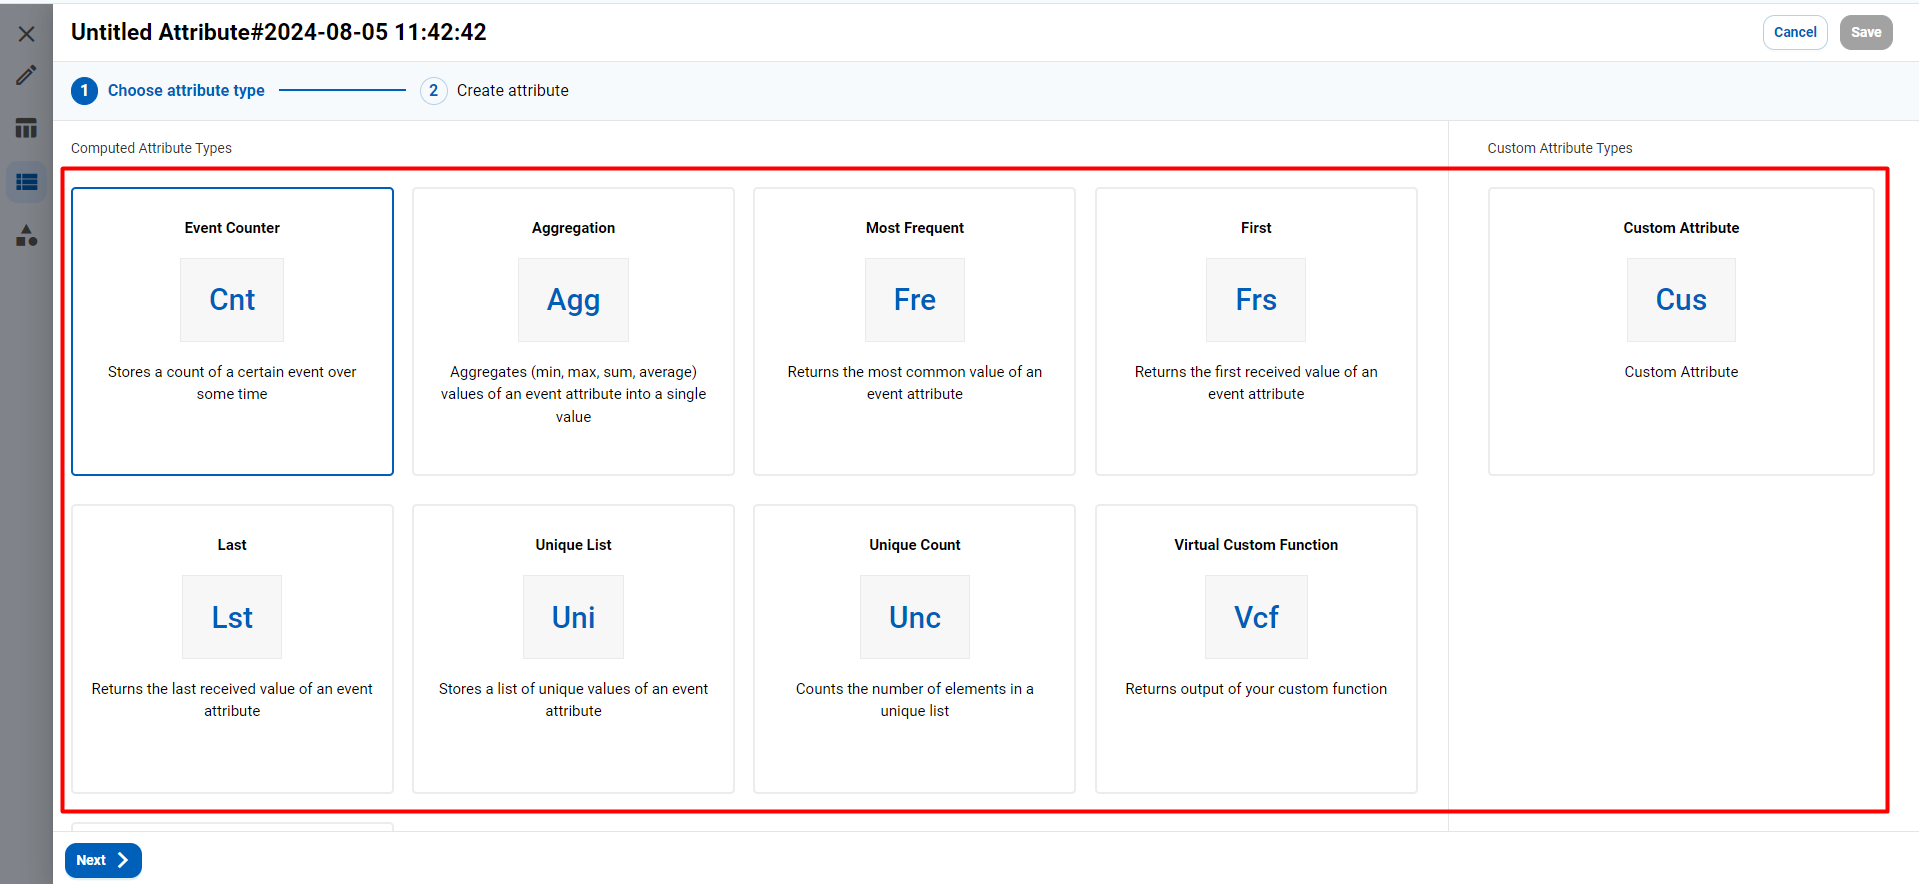 Untitled Attribute#2024-08-05 11:42:42
Cancel
Save
1 Choose attribute type
2 Create attribute
Computed Attribute Types
Custom Attribute Types
Event Counter
Cnt
Stores a count of a certain event over
some time
Aggregation
Agg
Aggregates (min, max, sum, average)
values of an event attribute into a single
value
Most Frequent
Fre
Returns the most common value of an
event attribute
First
Frs
Returns the first received value of an
event attribute
Custom Attribute
Cus
Custom Attribute
Last
Lst
Returns the last received value of an event
attribute
Unique List
Uni
Stores a list of unique values of an event
attribute
Unique Count
Unc
Counts the number of elements in a
unique list
Virtual Custom Function
Vcf
Returns output of your custom function
Next